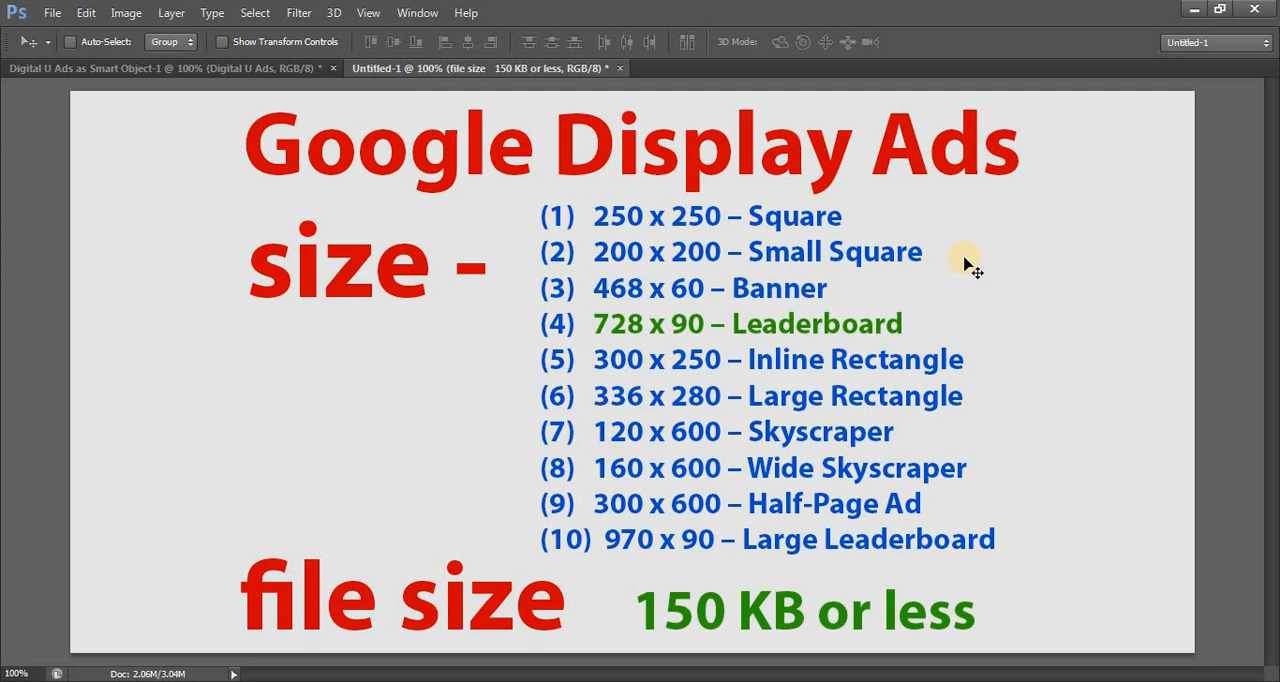 Ps File Edit Image Layer Type Select Filter 3D View Window Help
Auto-Select: Group Show Transform Controls 3D Mode: Untitled-1
Digital U Ads as Smart Object-1 @ 100% (Digital U Ads, RGB/8) * × Untitled-1 @ 100% (file size 150 KB or less, RGB/8) * ×
Google Display Ads
size -
(1) 250 x 250 – Square
(2) 200 x 200 – Small Square
(3) 468 x 60 – Banner
(4) 728 x 90 – Leaderboard
(5) 300 x 250 – Inline Rectangle
(6) 336 x 280 – Large Rectangle
(7) 120 x 600 – Skyscraper
(8) 160 x 600 – Wide Skyscraper
(9) 300 x 600 – Half-Page Ad
(10) 970 x 90 – Large Leaderboard
file size 150 KB or less
100% Doc: 2.06M/3.04M